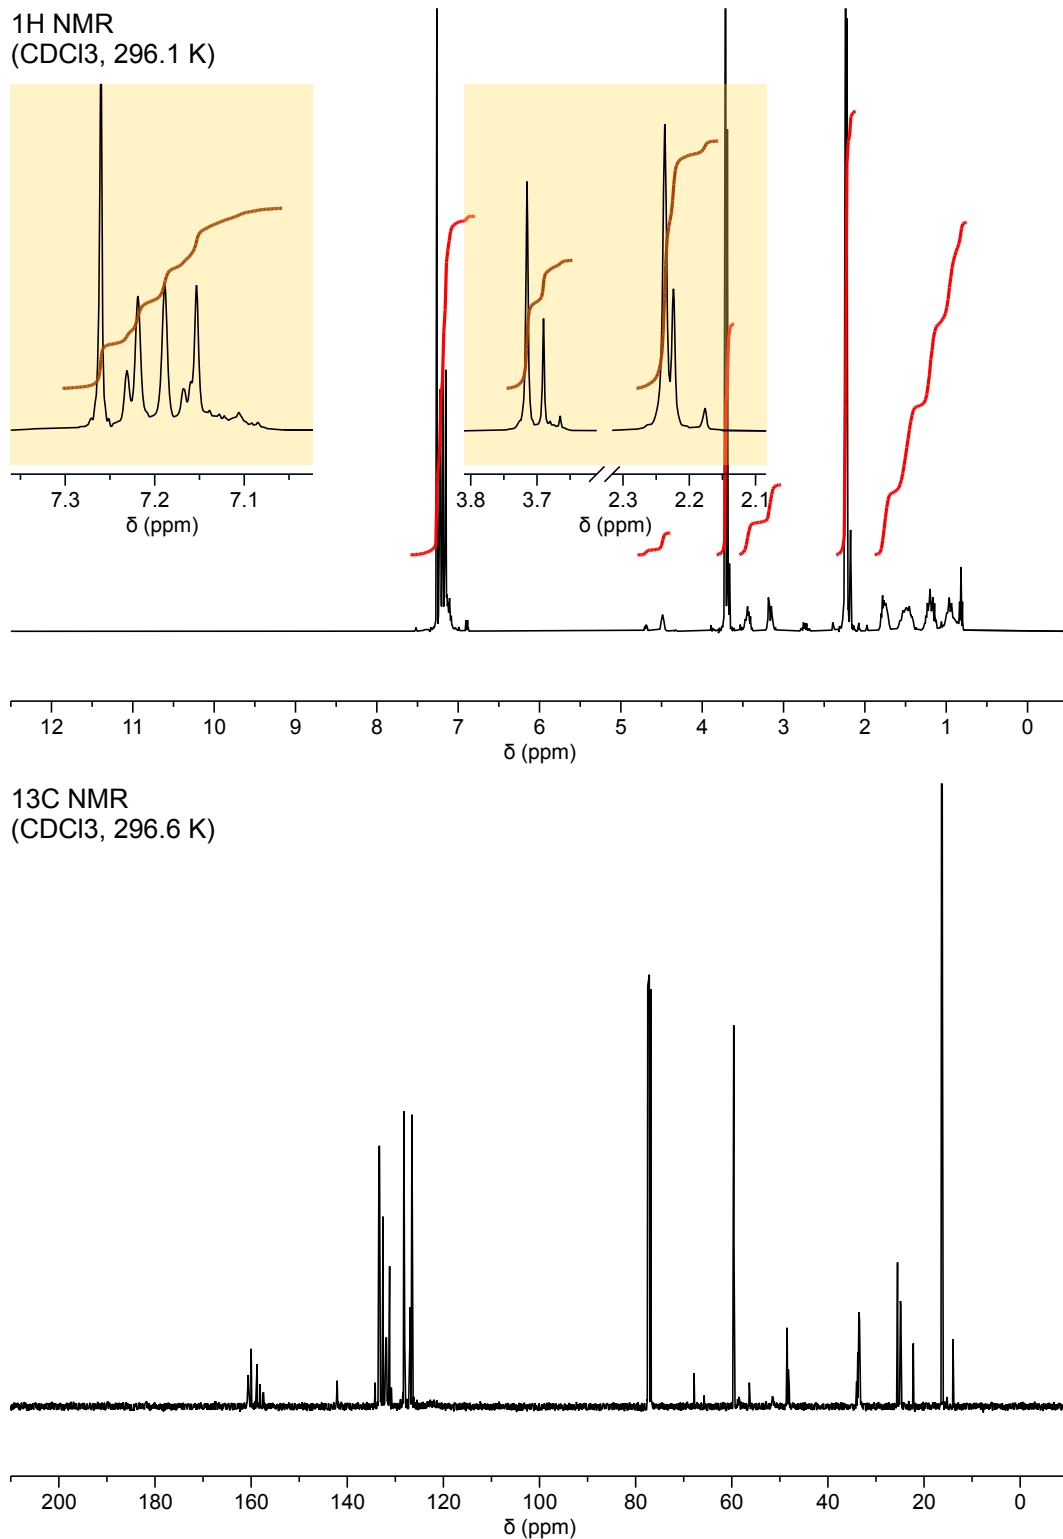 1H NMR
(CDCl3, 296.1 K)
7.3 7.2 7.1
δ (ppm)
3.8 3.7 2.3 2.2 2.1
δ (ppm)
12 11 10 9 8 7 6 5 4 3 2 1 0
δ (ppm)
13C NMR
(CDCl3, 296.6 K)
200 180 160 140 120 100 80 60 40 20 0
δ (ppm)